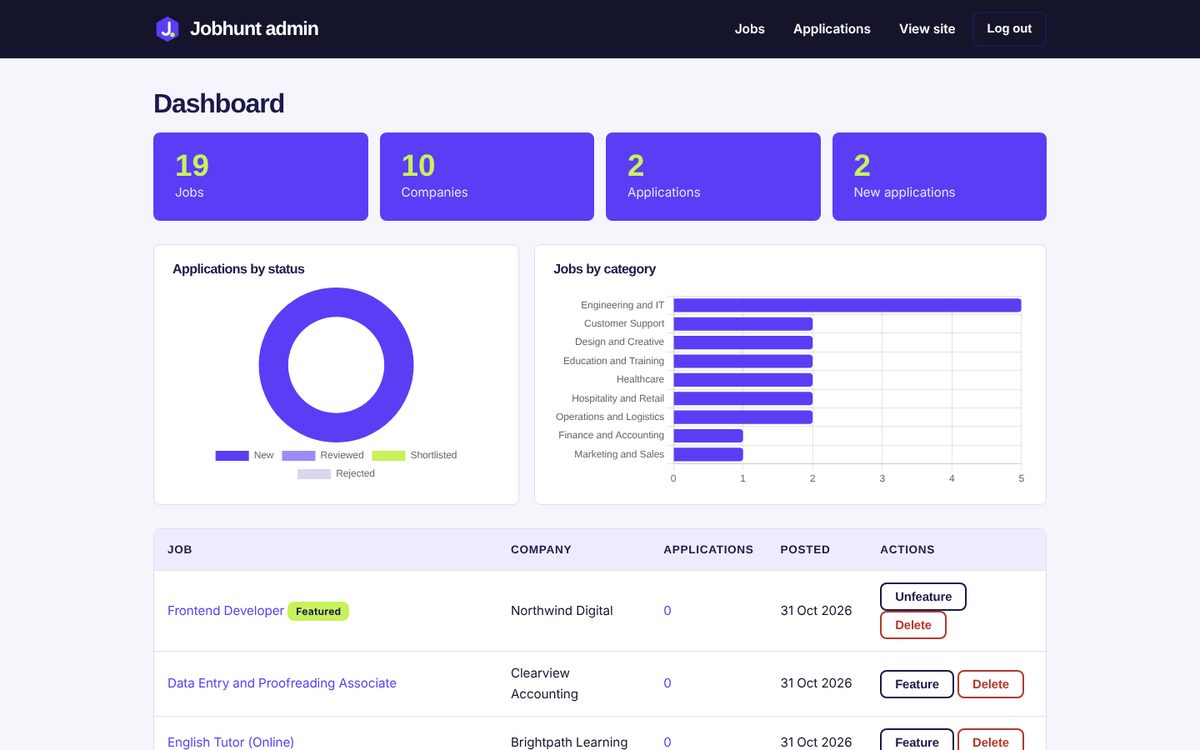 Jobhunt admin
Jobs
Applications
View site
Log out
Dashboard
19
Jobs
10
Companies
2
Applications
2
New applications
Applications by status
New
Reviewed
Shortlisted
Rejected
Jobs by category
Engineering and IT
Customer Support
Design and Creative
Education and Training
Healthcare
Hospitality and Retail
Operations and Logistics
Finance and Accounting
Marketing and Sales
0 1 2 3 4 5
JOB COMPANY APPLICATIONS POSTED ACTIONS
Frontend Developer Featured Northwind Digital 0 31 Oct 2026 Unfeature
Delete
Data Entry and Proofreading Associate Clearview
Accounting 0 31 Oct 2026 Feature Delete
English Tutor (Online) Brightpath Learning 0 31 Oct 2026 Feature Delete